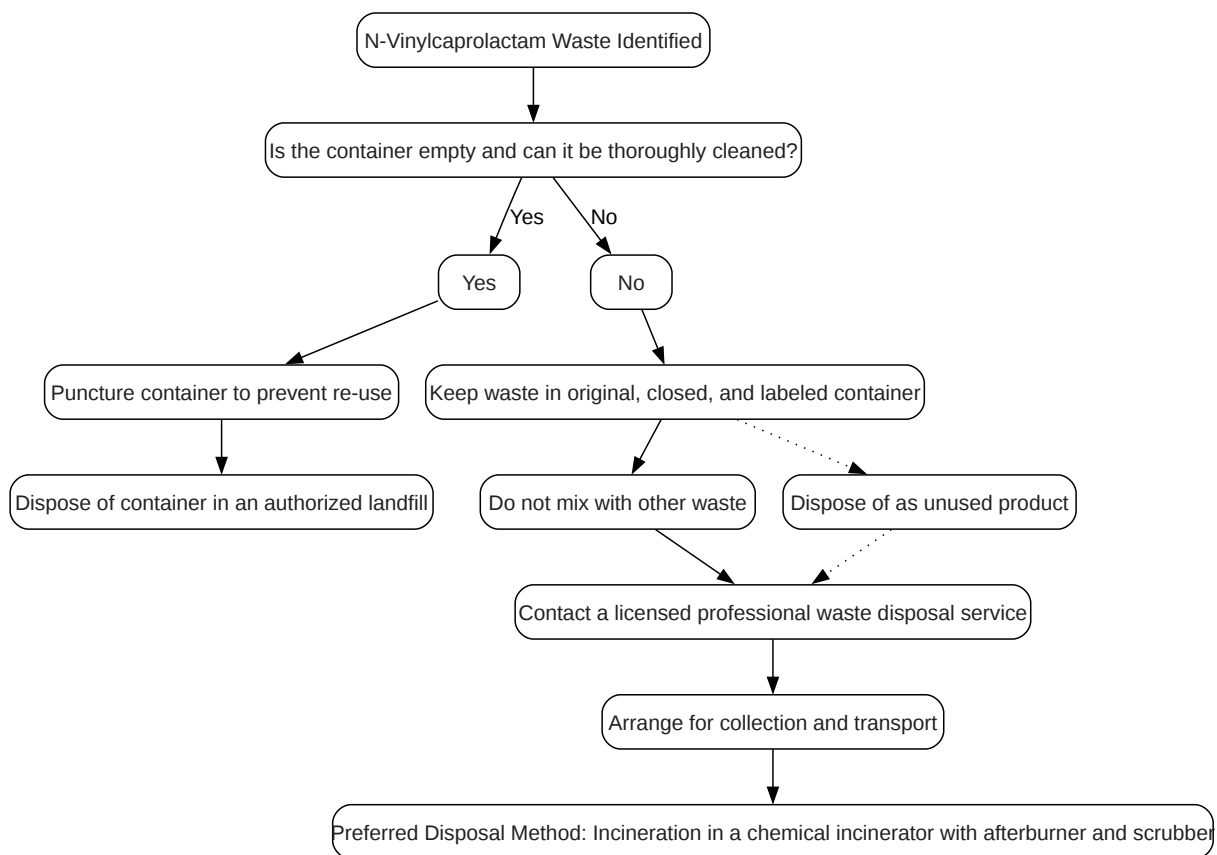 N-Vinylcaprolactam Waste Identified
Is the container empty and can it be thoroughly cleaned?
Yes
No
Yes
No
Puncture container to prevent re-use
Keep waste in original, closed, and labeled container
Dispose of container in an authorized landfill
Do not mix with other waste
Dispose of as unused product
Contact a licensed professional waste disposal service
Arrange for collection and transport
Preferred Disposal Method: Incineration in a chemical incinerator with afterburner and scrubber